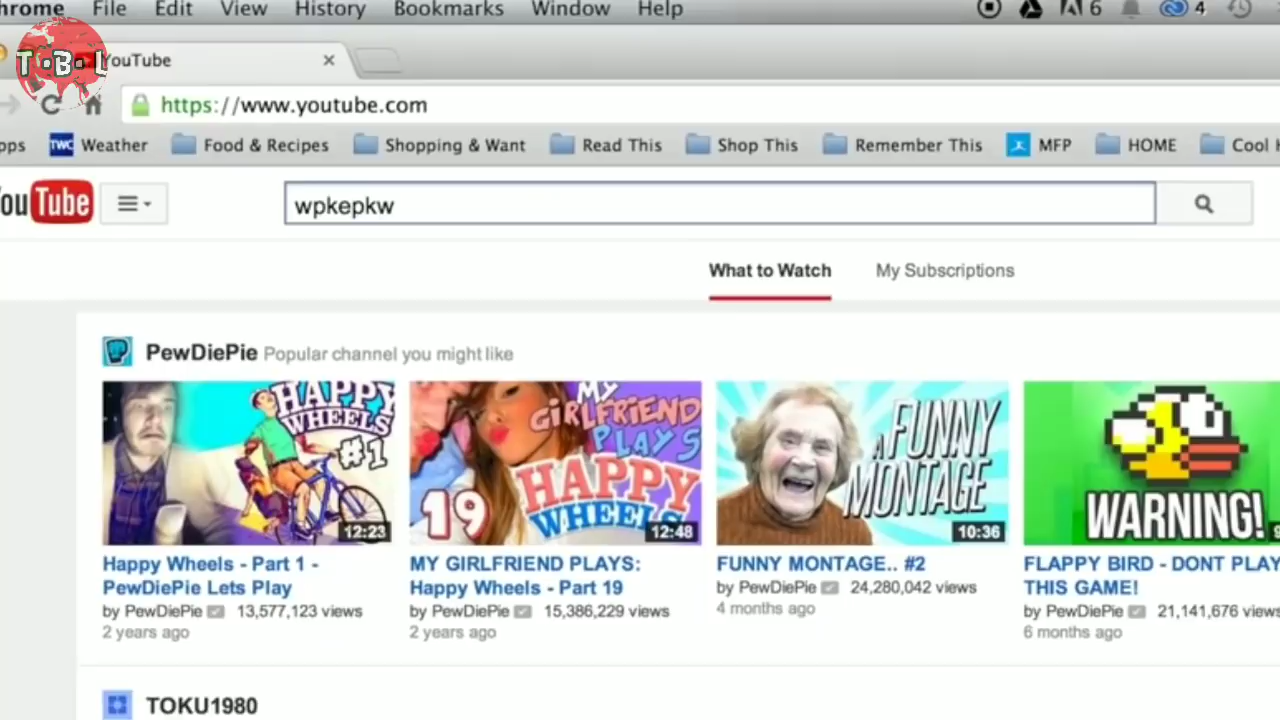 hrome File Edit View History Bookmarks Window Help 6 4
T•B•L YouTube
https://www.youtube.com
pps TWC Weather Food & Recipes Shopping & Want Read This Shop This Remember This MFP HOME Cool
ouTube
wpkepkw
What to Watch My Subscriptions
PewDiePie Popular channel you might like
HAPPY WHEELS #1 12:23
MY GIRLFRIEND PLAYS HAPPY WHEELS 19 12:48
A FUNNY MONTAGE 10:36
WARNING! 9
Happy Wheels - Part 1 -
PewDiePie Lets Play
by PewDiePie 13,577,123 views
2 years ago
MY GIRLFRIEND PLAYS:
Happy Wheels - Part 19
by PewDiePie 15,386,229 views
2 years ago
FUNNY MONTAGE.. #2
by PewDiePie 24,280,042 views
4 months ago
FLAPPY BIRD - DONT PLAY
THIS GAME!
by PewDiePie 21,141,676 views
6 months ago
TOKU1980